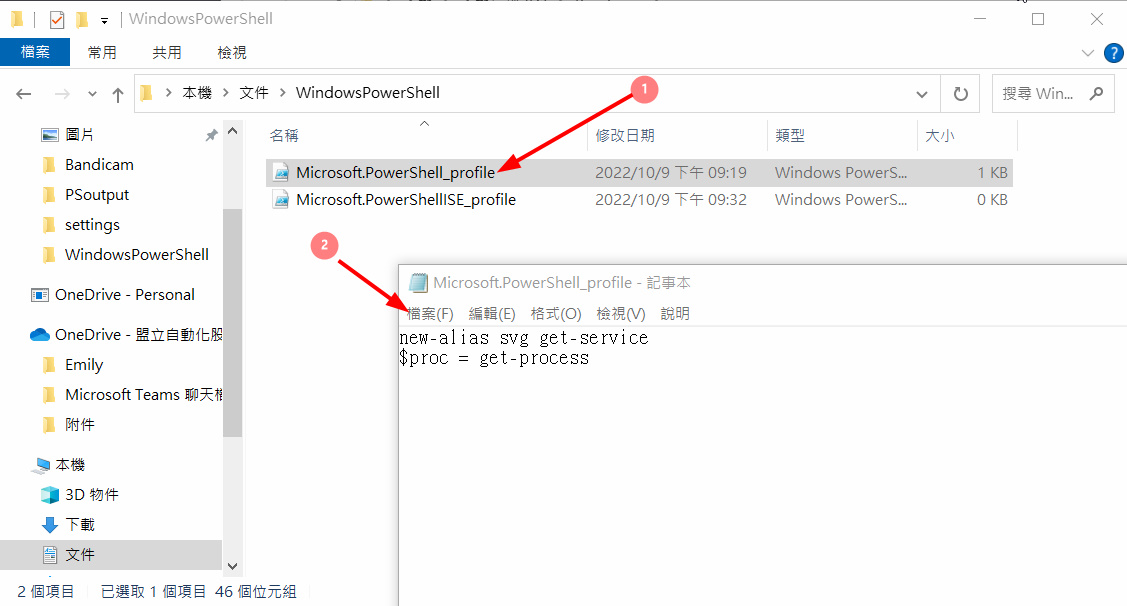 WindowsPowerShell
檔案 常用 共用 檢視
本機 文件 WindowsPowerShell 搜尋 Win...
1
名稱 修改日期 類型 大小
圖片
Bandicam
PSoutput
settings
WindowsPowerShell
OneDrive - Personal
OneDrive - 盟立自動化股
Emily
Microsoft Teams 聊天檔
附件
本機
3D 物件
下載
文件
Microsoft.PowerShell_profile 2022/10/9 下午 09:19 Windows PowerS... 1 KB
Microsoft.PowerShellISE_profile 2022/10/9 下午 09:32 Windows PowerS... 0 KB
2
Microsoft.PowerShell_profile - 記事本
檔案(F) 編輯(E) 格式(O) 檢視(V) 說明
new-alias svg get-service
$proc = get-process
2 個項目 已選取 1 個項目 46 個位元組